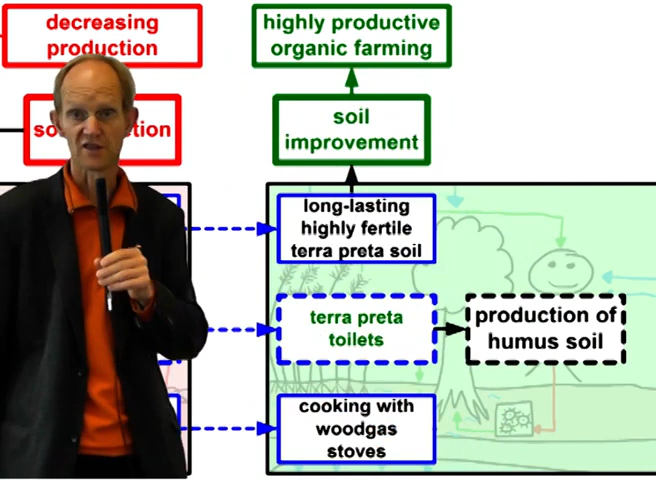 decreasing
production
highly productive
organic farming
soil
improvement
long-lasting
highly fertile
terra preta soil
terra preta
toilets
production of
humus soil
cooking with
woodgas
stoves